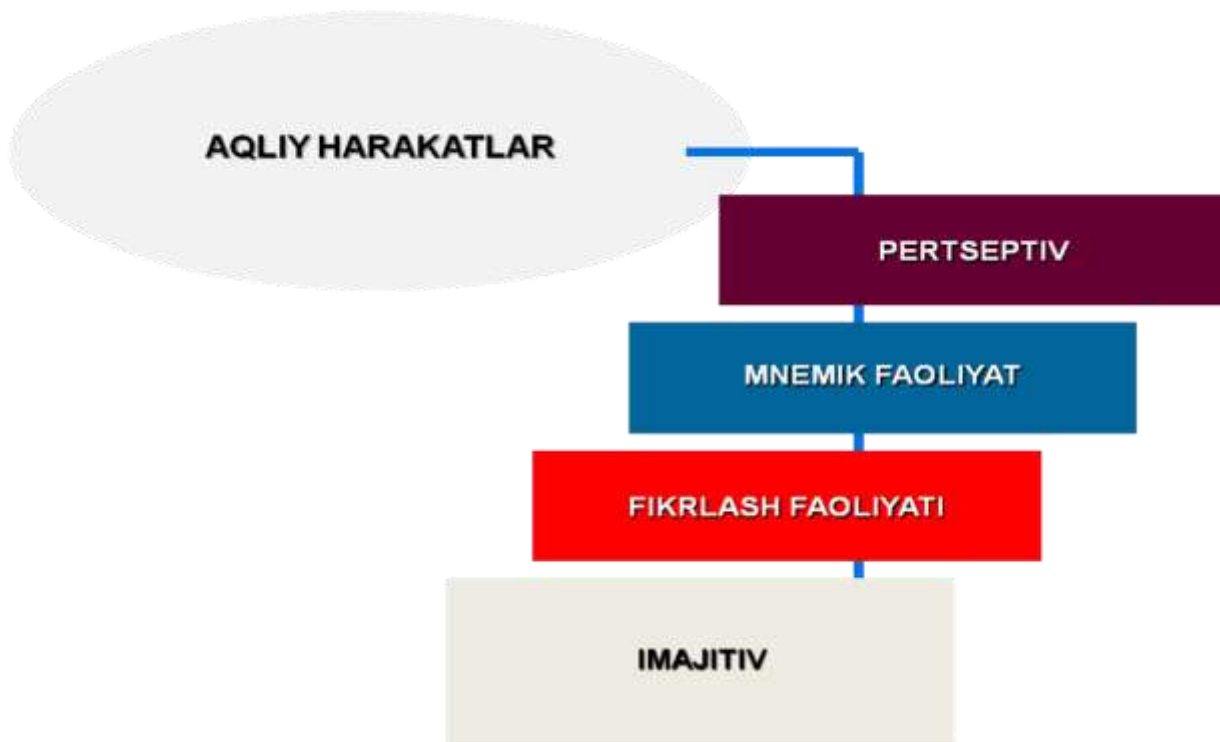 AQLIY HARAKATLAR
PERTSEPTIV
MNEMIK FAOLIYAT
FIKRLASH FAOLIYATI
IMAJITIV